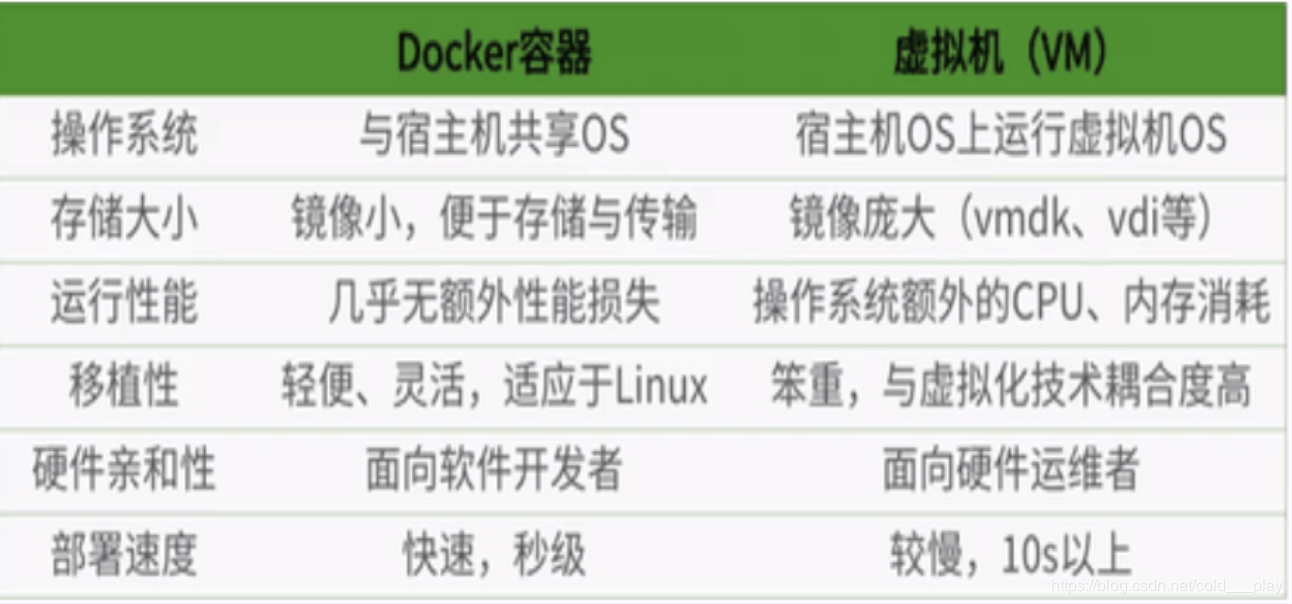 Docker容器 虚拟机（VM）
操作系统 与宿主机共享OS 宿主机OS上运行虚拟机OS
存储大小 镜像小，便于存储与传输 镜像庞大（vmdk、vdi等）
运行性能 几乎无额外性能损失 操作系统额外的CPU、内存消耗
移植性 轻便、灵活，适应于Linux 笨重，与虚拟化技术耦合度高
硬件亲和性 面向软件开发者 面向硬件运维者
部署速度 快速，秒级 较慢，10s以上
https://blog.csdn.net/cold___play